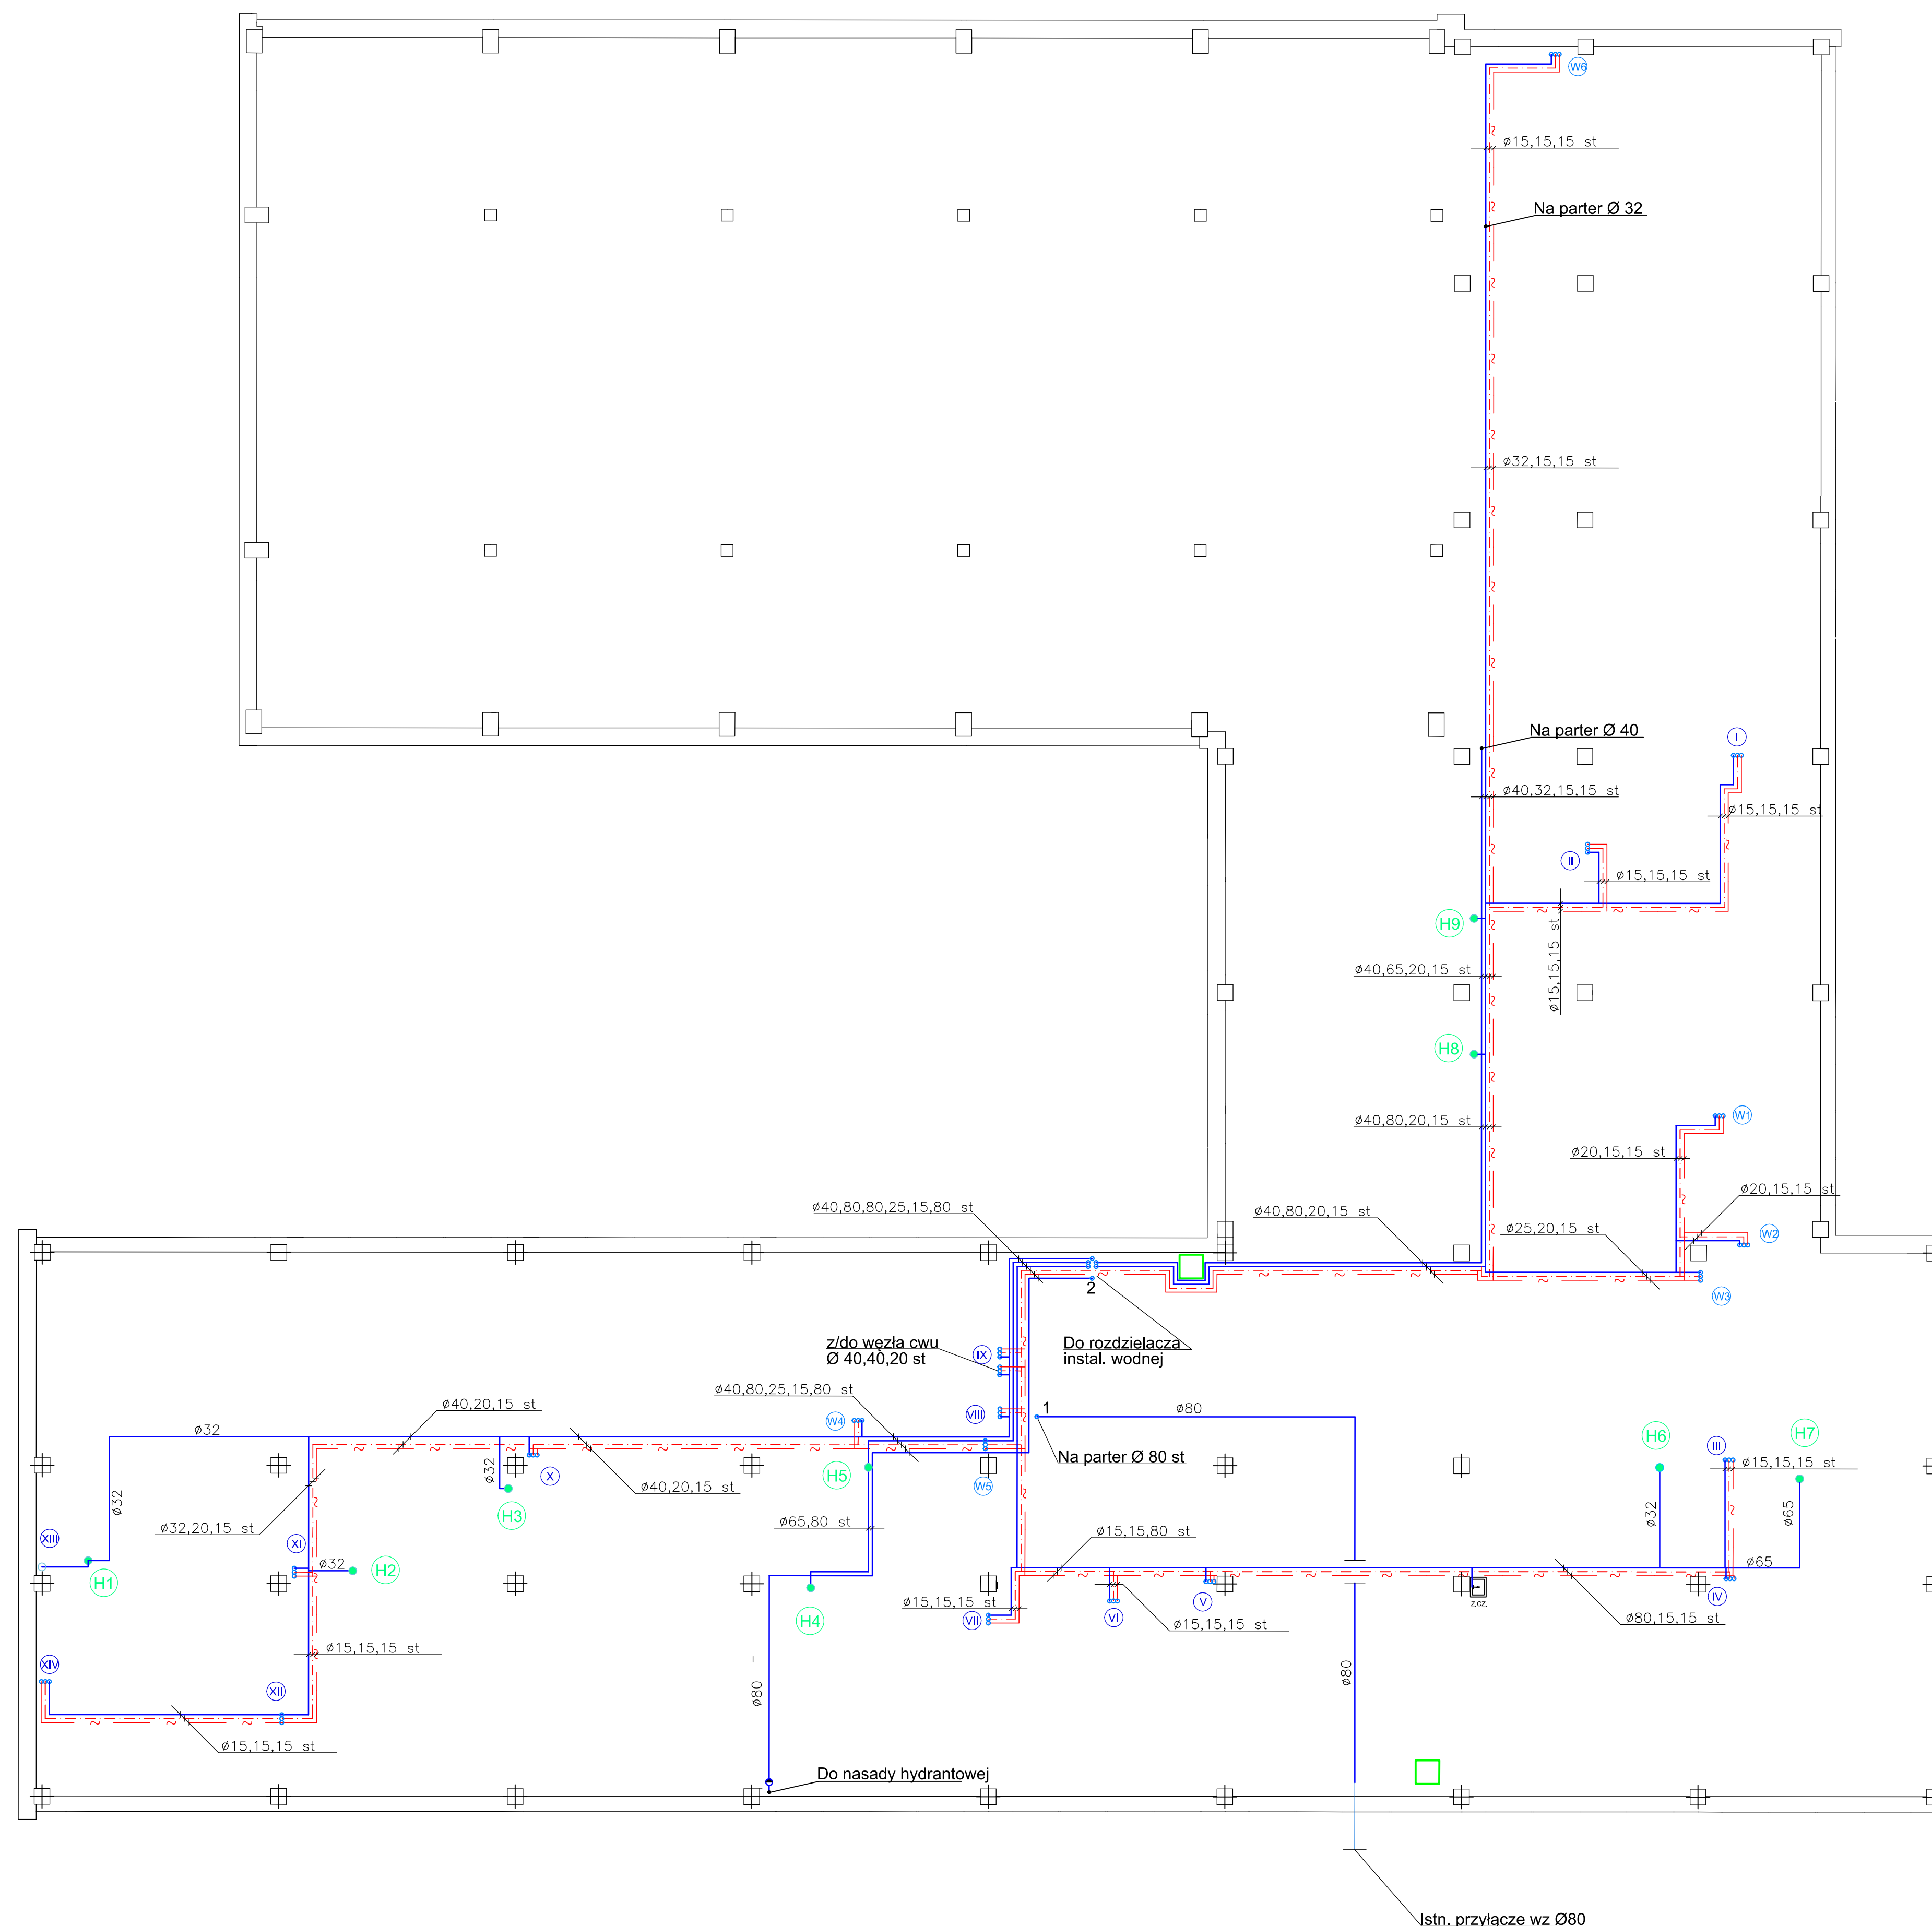 W6
ø15,15,15 st
Na parter Ø 32
ø32,15,15 st
Na parter Ø 40
I
ø40,32,15,15 st
ø15,15,15 st
II
ø15,15,15 st
H9
ø15,15,15 st
ø40,65,20,15 st
H8
ø40,80,20,15 st
W1
ø20,15,15 st
ø20,15,15 st
ø40,80,80,25,15,80 st
ø40,80,20,15 st
ø25,20,15 st
W2
2
W3
z/do węzła cwu
Ø 40,40,20 st
Do rozdzielacza
instal. wodnej
IX
ø40,80,25,15,80 st
ø40,20,15 st
1
ø80
W4
VIII
ø32
H6
H7
III
Na parter Ø 80 st
ø15,15,15 st
ø32
X
H5
W5
ø40,20,15 st
ø32
H3
ø32
ø65
ø32,20,15 st
ø65,80 st
ø15,15,80 st
XIII
XI
ø32
H2
ø65
H1
H4
ø15,15,15 st
VII
VI
V
z.cz.
IV
ø15,15,15 st
ø80,15,15 st
ø15,15,15 st
XIV
XII
ø80 -
ø80
ø15,15,15 st
Do nasady hydrantowej
Istn. przyłącze wz Ø80